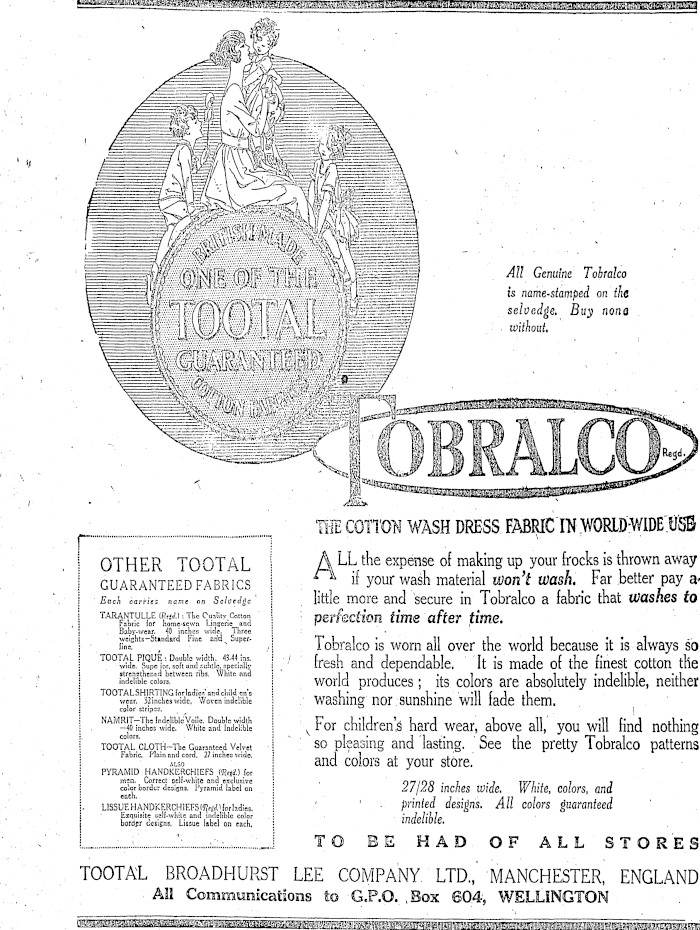 BRITISH MADE
ONE OF THE
TOOTAL
GUARANTEED
COTTON FABRICS
All Genuine Tobralco
is name-stamped on the
selvedge. Buy none
without.
TOBRALCO Regd.
THE COTTON WASH DRESS FABRIC IN WORLD-WIDE USE
ALL the expense of making up your frocks is thrown away
if your wash material won't wash. Far better pay a
little more and secure in Tobralco a fabric that washes to
perfection time after time.
Tobralco is worn all over the world because it is always so
fresh and dependable. It is made of the finest cotton the
world produces; its colors are absolutely indelible, neither
washing nor sunshine will fade them.
For children's hard wear, above all, you will find nothing
so pleasing and lasting. See the pretty Tobralco patterns
and colors at your store.
27/28 inches wide. White, colors, and
printed designs. All colors guaranteed
indelible.
TO BE HAD OF ALL STORES
OTHER TOOTAL
GUARANTEED FABRICS
Each carries name on Selvedge
TARANTULLE (Regd.): The Quality Cotton
Fabric for home-sewn Lingerie and
Baby-wear. 40 inches wide. Three
weights—Standard Fine and Super-
fine.
TOOTAL PIQUÉ: Double width. 43-44 ins.
wide. Superior, soft and subtle, specially
strengthened between ribs. White and
indelible colors.
TOOTAL SHIRTING for ladies' and children's
wear. 32 inches wide. Woven indelible
color stripes.
NAMRIT—The Indelible Voile. Double width
—40 inches wide. White and Indelible
colors.
TOOTAL CLOTH—The Guaranteed Velvet
Fabric. Plain and cord. 27 inches wide.
ALSO
PYRAMID HANDKERCHIEFS (Regd.) for
men. Correct self-white and exclusive
color border designs. Pyramid label on
each.
LISSUE HANDKERCHIEFS (Regd.) for ladies.
Exquisite self-white and indelible color
border designs. Lissue label on each.
TOOTAL BROADHURST LEE COMPANY LTD., MANCHESTER, ENGLAND
All Communications to G.P.O. Box 604, WELLINGTON